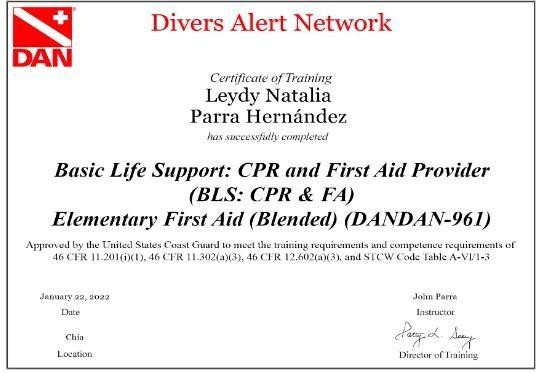 DAN
Divers Alert Network
Certificate of Training
Leydy Natalia
Parra Hernández
has successfully completed
Basic Life Support: CPR and First Aid Provider
(BLS: CPR & FA)
Elementary First Aid (Blended) (DANDAN-961)
Approved by the United States Coast Guard to meet the training requirements and competence requirements of
46 CFR 11.201(i)(1), 46 CFR 11.302(a)(3), 46 CFR 12.602(a)(3), and STCW Code Table A-VI/1-3
January 22, 2022
Date
Chía
Location
John Parra
Instructor
Director of Training